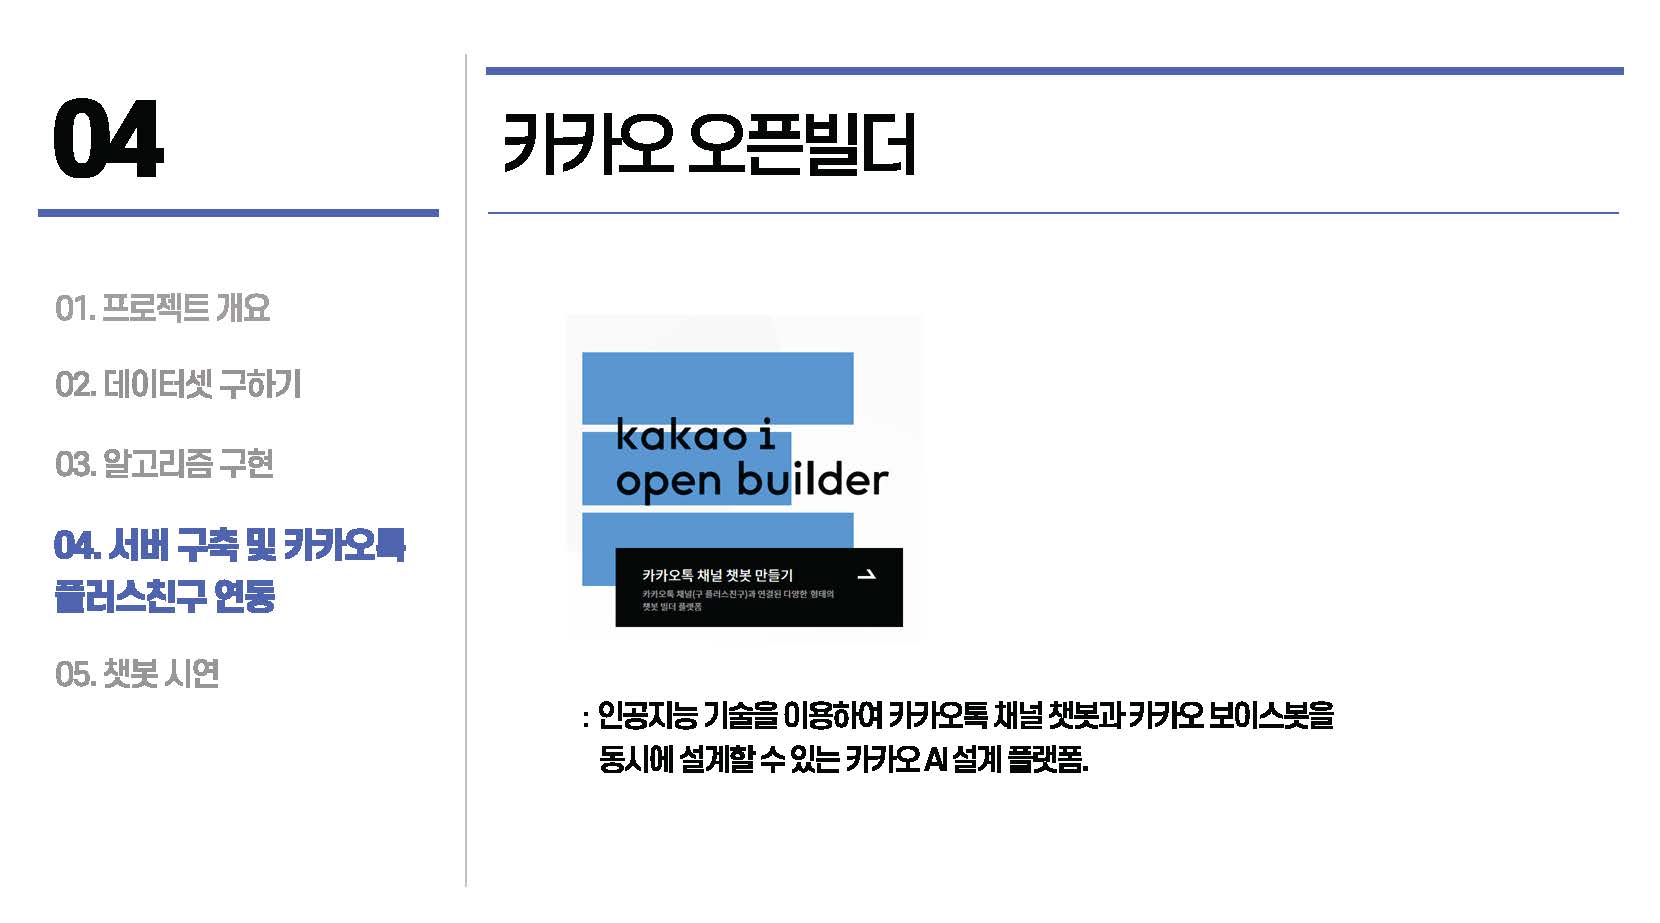 04
01. 프로젝트 개요
02. 데이터셋 구하기
03. 알고리즘 구현
04. 서버 구축 및 카카오톡
플러스친구 연동
05. 챗봇 시연
카카오 오픈빌더
kakao i
open builder
카카오톡 채널 챗봇 만들기
카카오톡 채널(구 플러스친구)과 연결된 다양한 형태의
챗봇 빌더 플랫폼
: 인공지능 기술을 이용하여 카카오톡 채널 챗봇과 카카오 보이스봇을
동시에 설계할 수 있는 카카오 AI 설계 플랫폼.